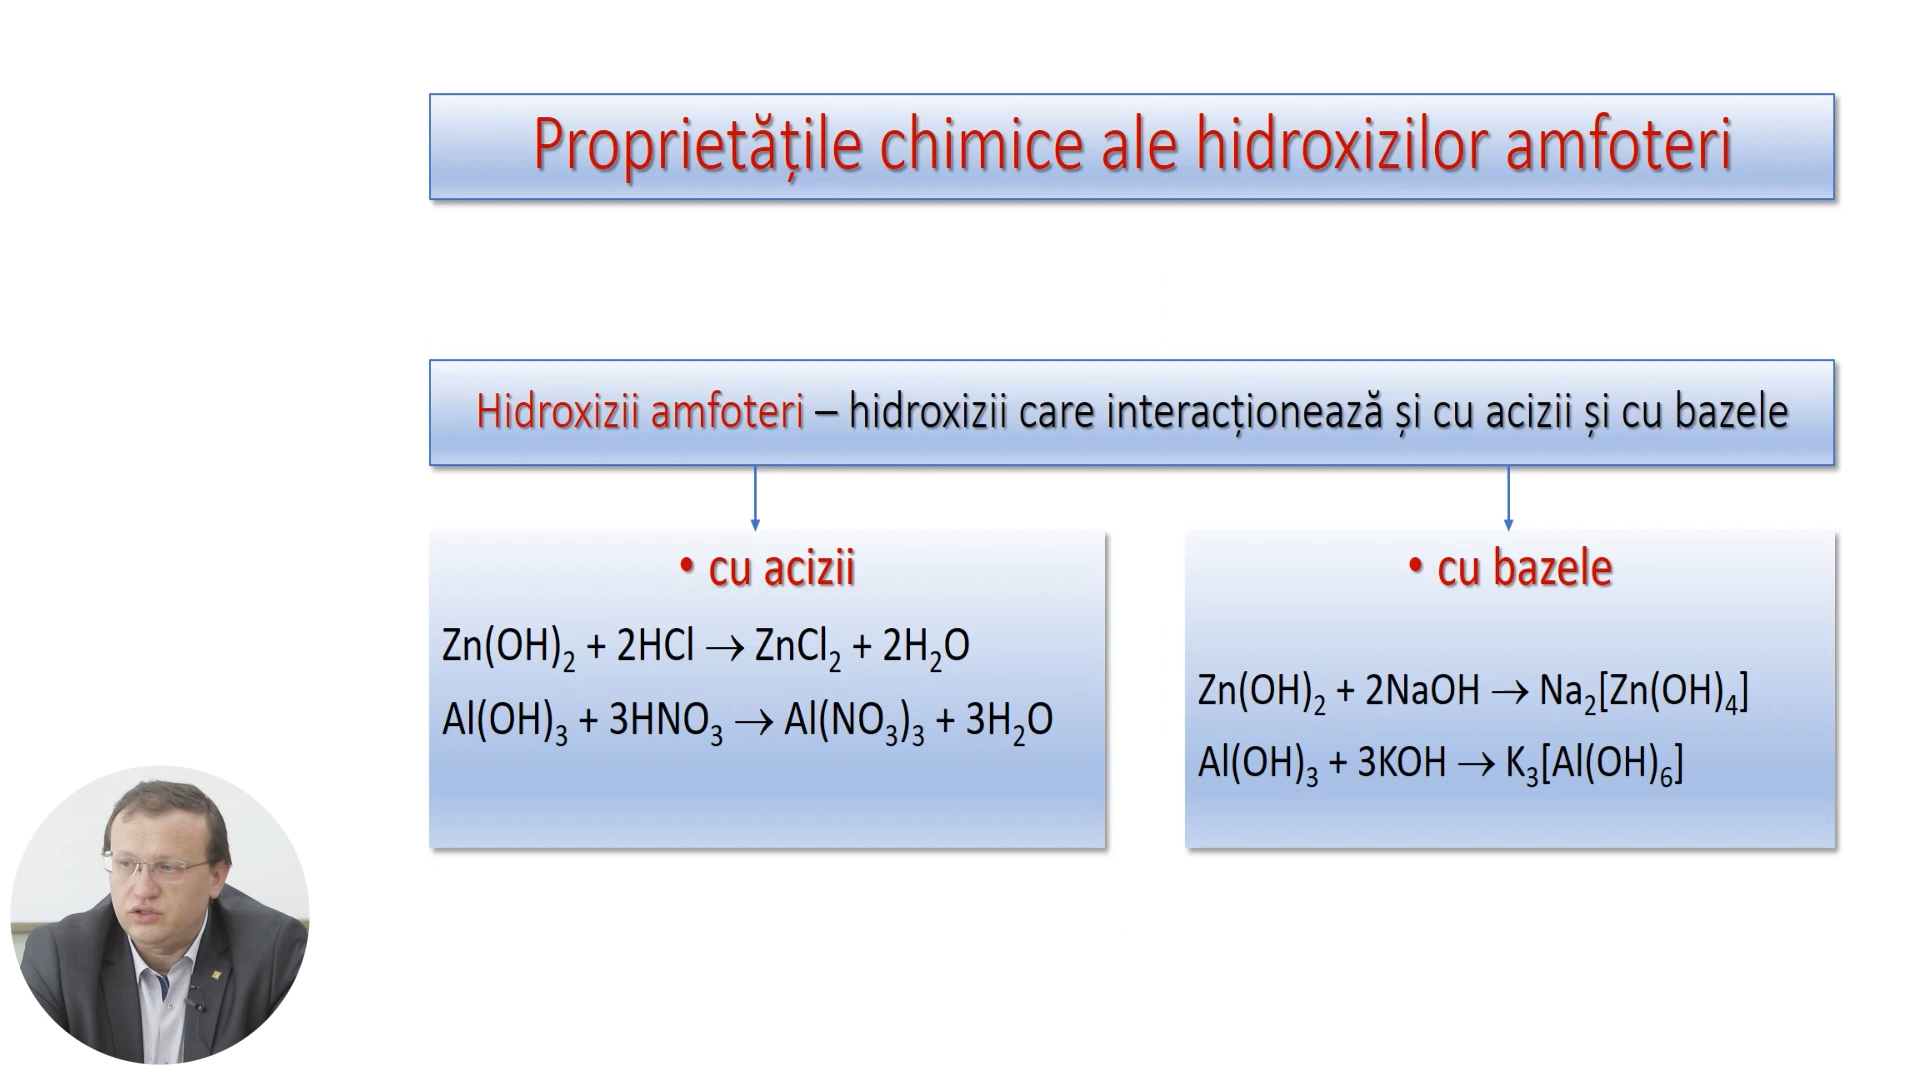 Proprietățile chimice ale hidroxizilor amfoteri
Hidroxizii amfoteri – hidroxizii care interacționează și cu acizii și cu bazele
• cu acizii
Zn(OH)₂ + 2HCl → ZnCl₂ + 2H₂O
Al(OH)₃ + 3HNO₃ → Al(NO₃)₃ + 3H₂O
• cu bazele
Zn(OH)₂ + 2NaOH → Na₂[Zn(OH)₄]
Al(OH)₃ + 3KOH → K₃[Al(OH)₆]